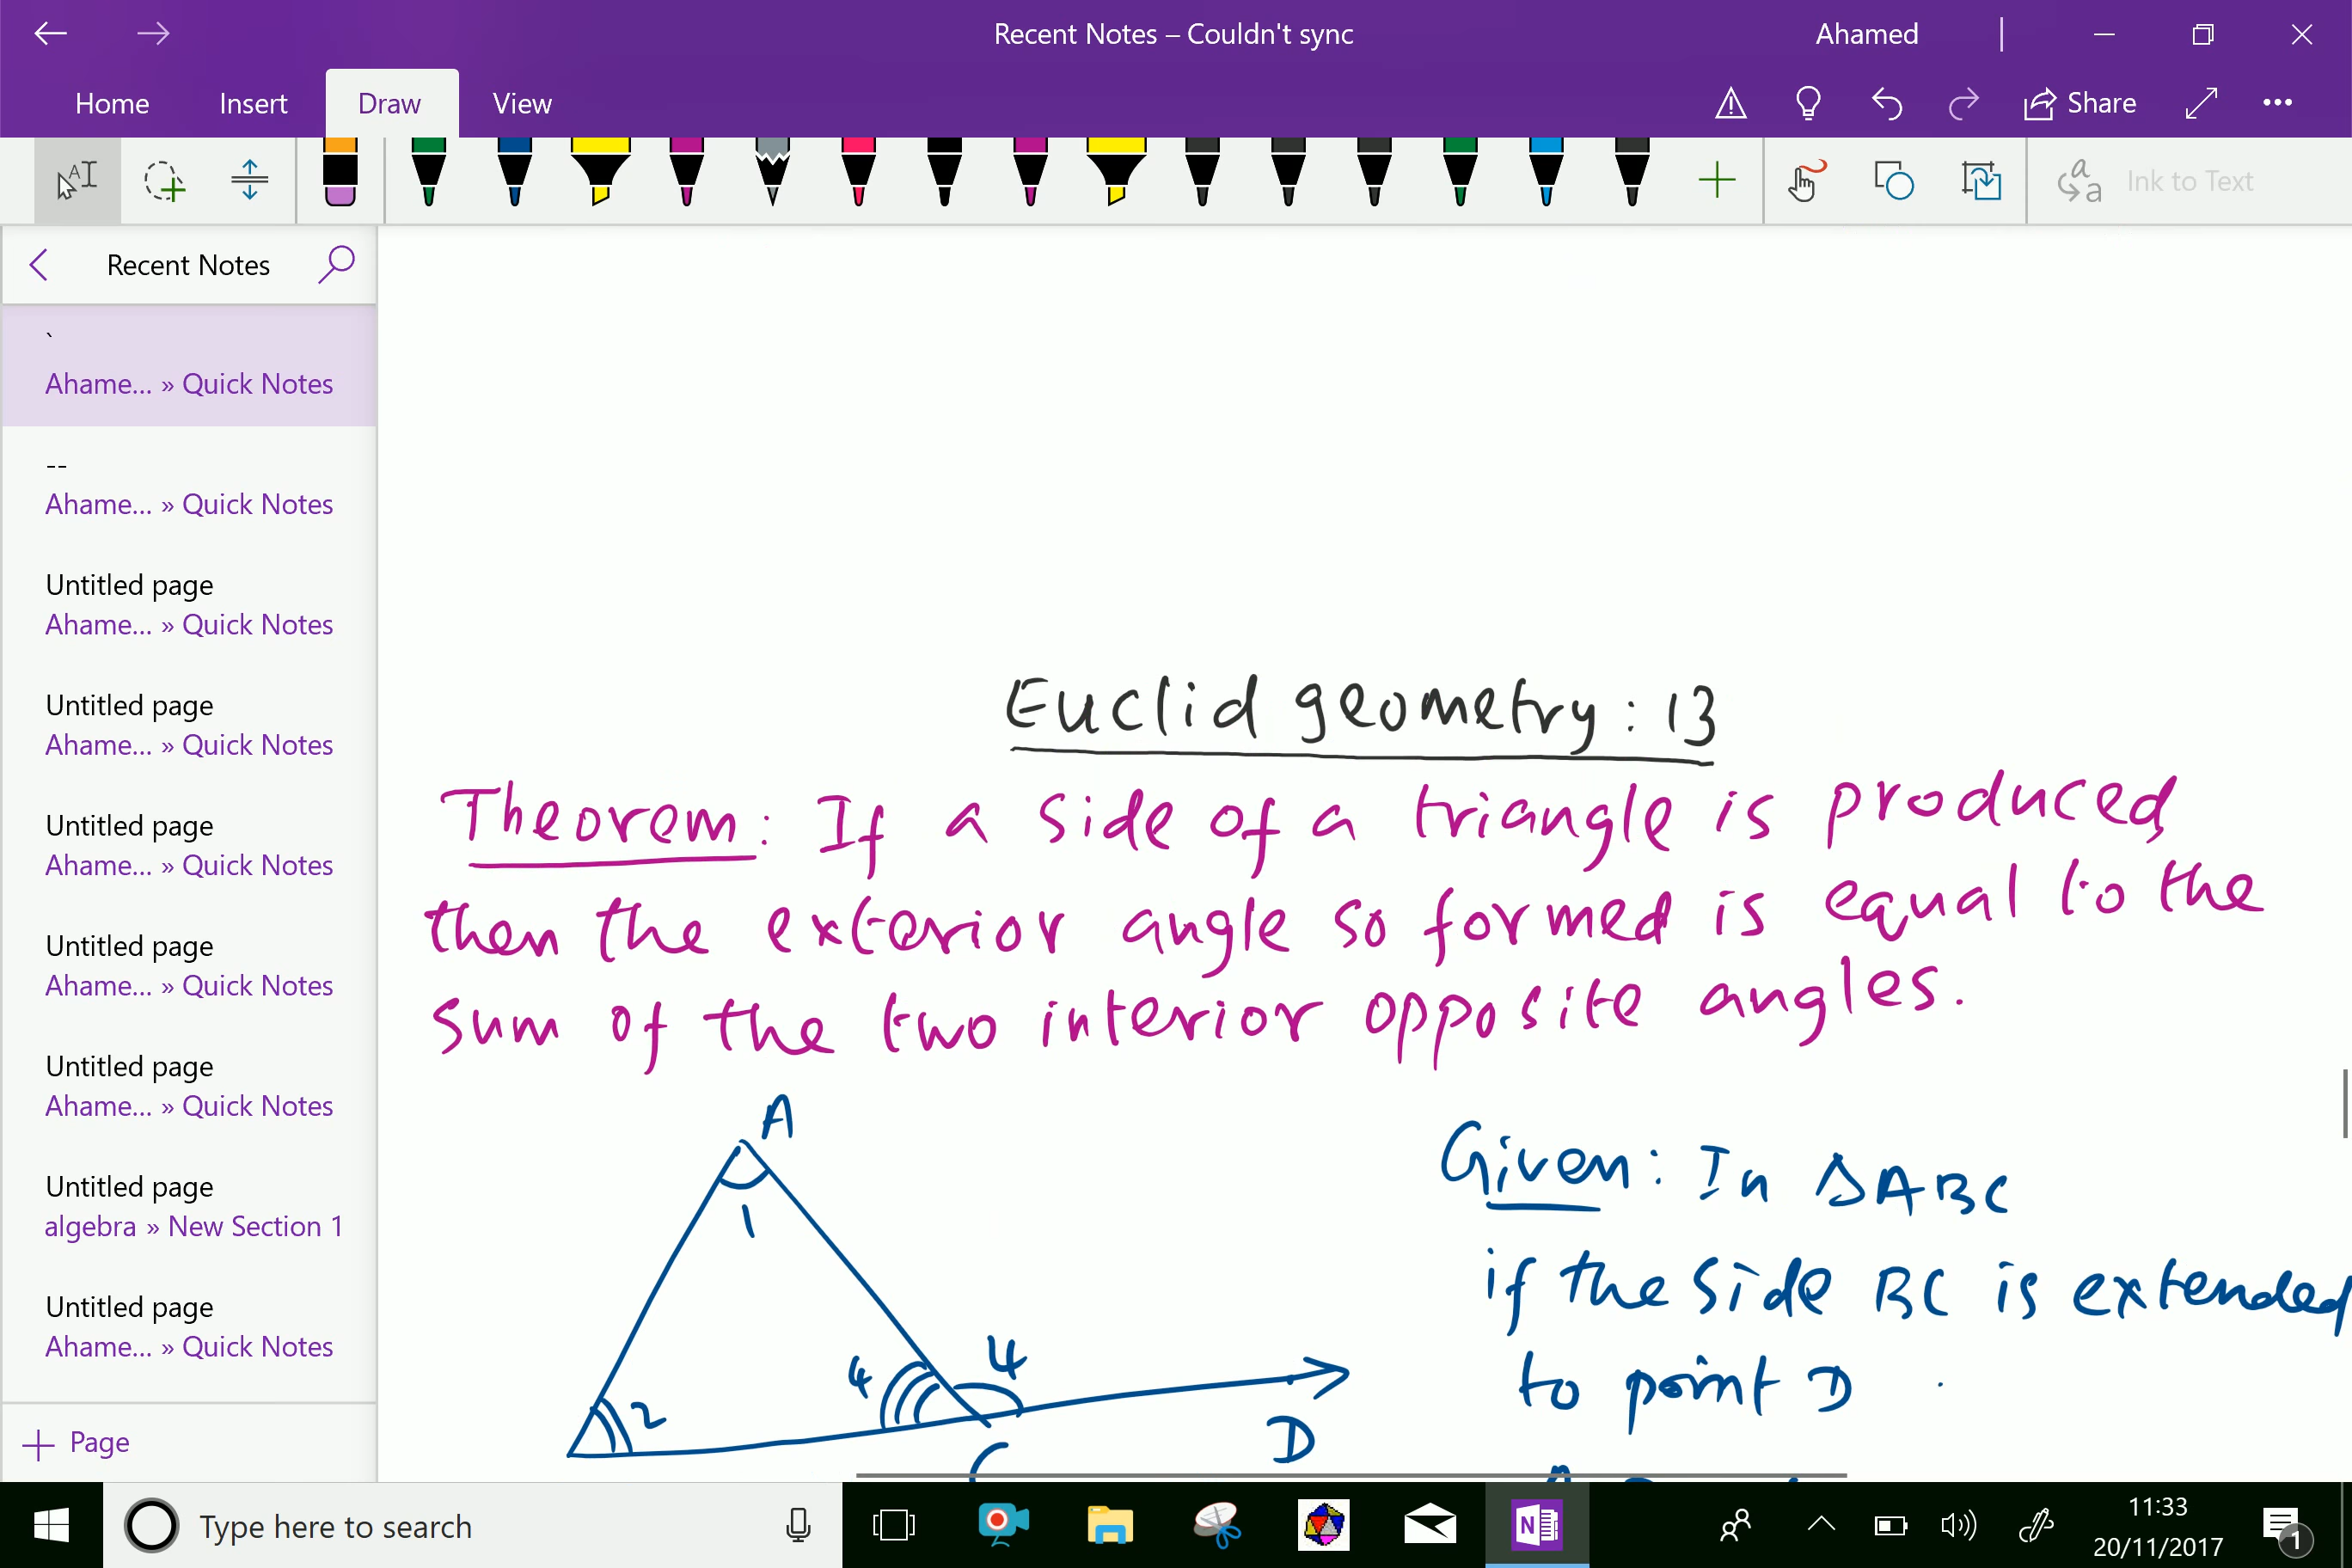 Recent Notes – Couldn't sync
Ahamed
Home Insert Draw View
Share
Ink to Text
Recent Notes
`
Ahame... » Quick Notes
--
Ahame... » Quick Notes
Untitled page
Ahame... » Quick Notes
Untitled page
Ahame... » Quick Notes
Untitled page
Ahame... » Quick Notes
Untitled page
Ahame... » Quick Notes
Untitled page
Ahame... » Quick Notes
Untitled page
algebra » New Section 1
Untitled page
Ahame... » Quick Notes
+ Page
Euclid geometry : 13
Theorem : If a side of a triangle is produced
then the exterior angle so formed is equal to the
sum of the two interior opposite angles.
A
1
2
4
4
C
D
Given : In ΔABC
if the side BC is extended
to point D .
Type here to search
N
11:33
20/11/2017
1